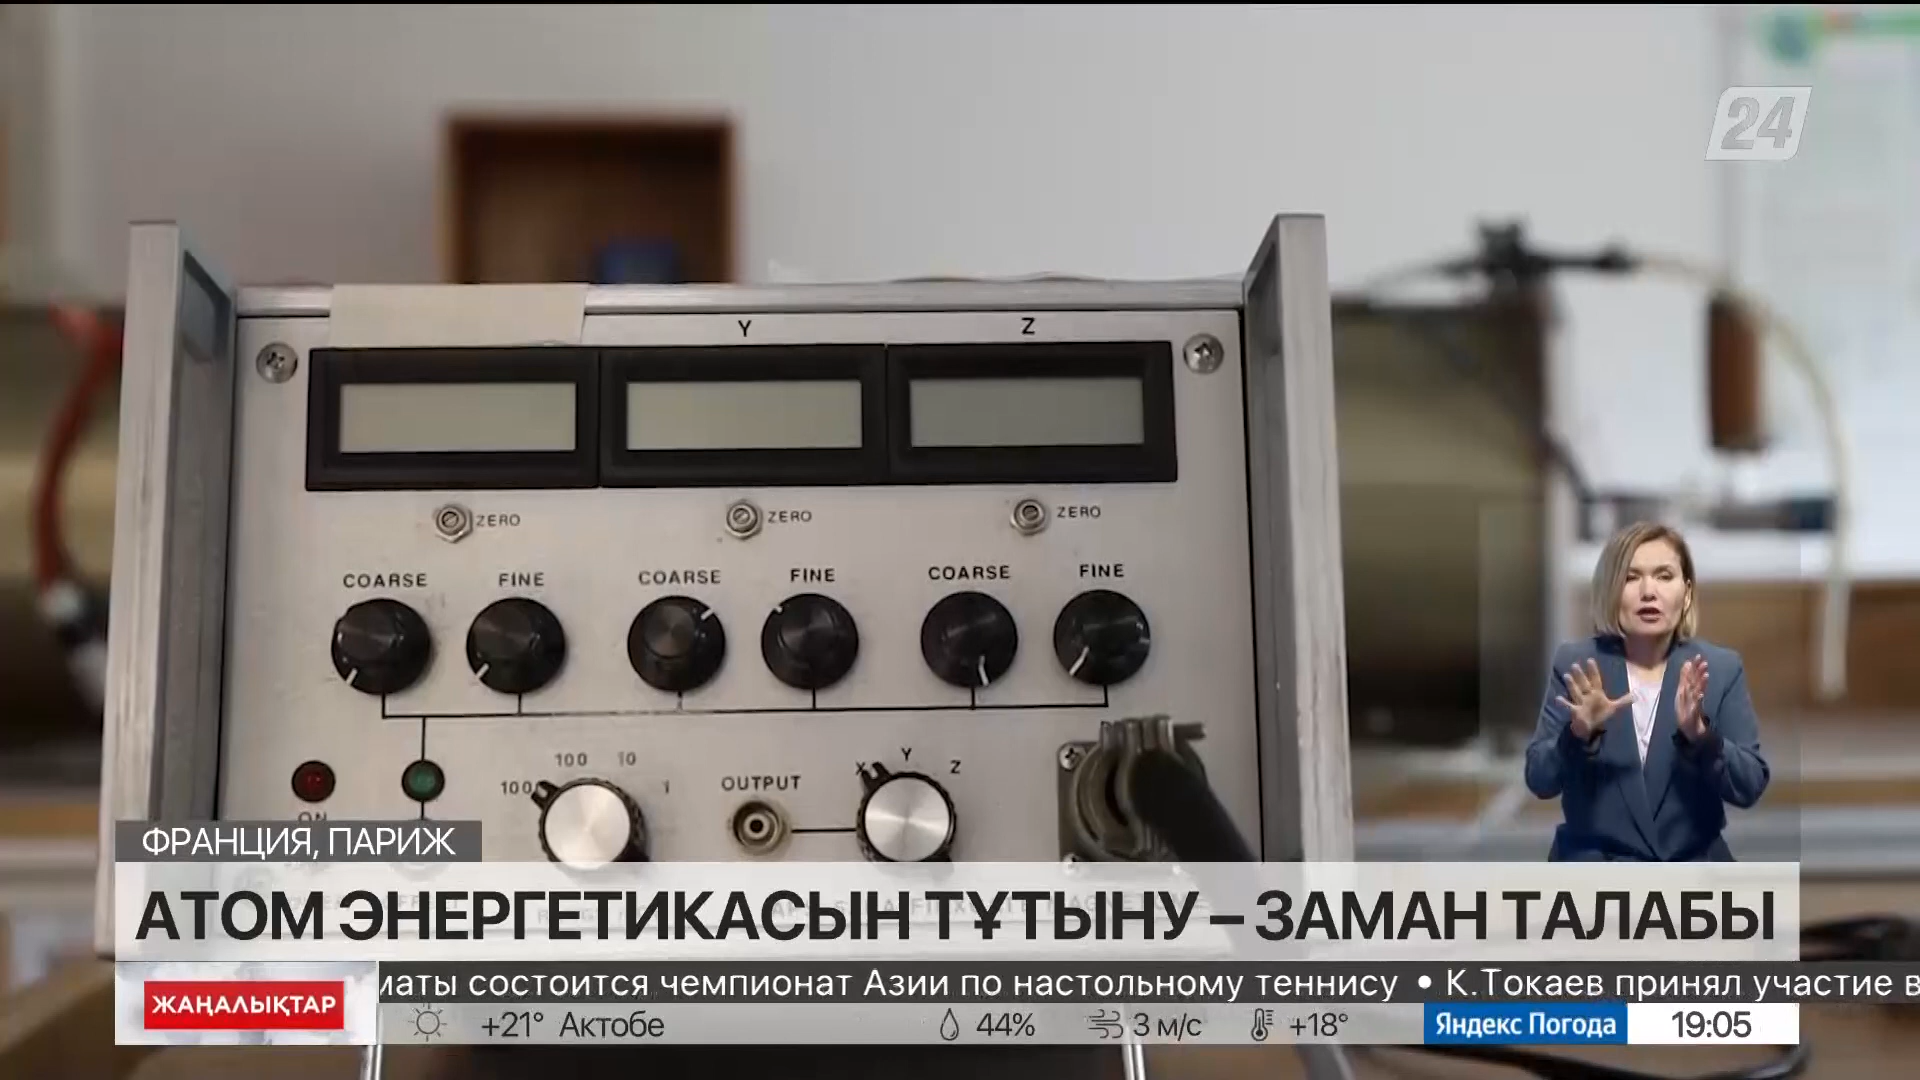 24
Y
Z
ZERO
ZERO
ZERO
COARSE
FINE
COARSE
FINE
COARSE
FINE
100
10
1
OUTPUT
X
Y
Z
ON
ФРАНЦИЯ, ПАРИЖ
АТОМ ЭНЕРГЕТИКАСЫН ТҰТЫНУ – ЗАМАН ТАЛАБЫ
ЖАҢАЛЫҚТАР
маты состоится чемпионат Азии по настольному теннису • К.Токаев принял участие в
+21° Актобе 44% 3 м/с +18° Яндекс Погода 19:05